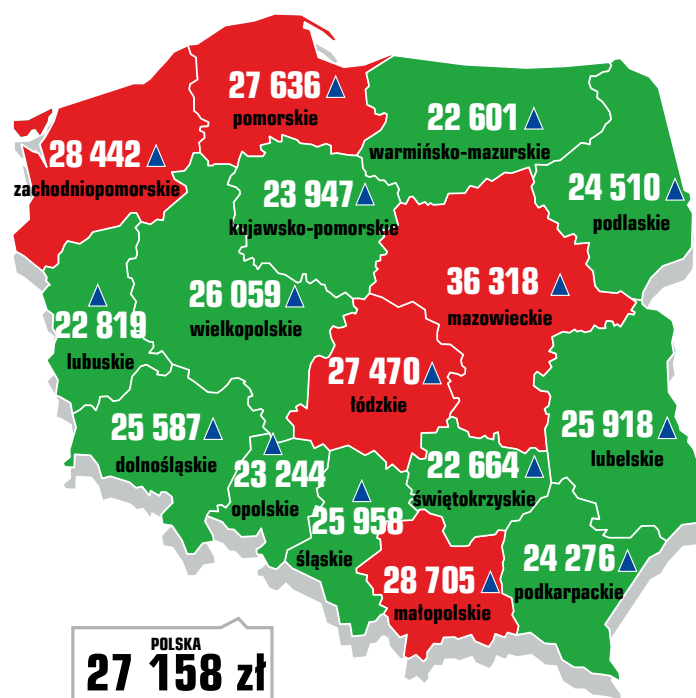 27 636
pomorskie
22 601
warmińsko-mazurskie
28 442
zachodniopomorskie
23 947
kujawsko-pomorskie
24 510
podlaskie
36 318
mazowieckie
26 059
wielkopolskie
22 819
lubuskie
27 470
łódzkie
25 587
dolnośląskie
25 918
lubelskie
23 244
opolskie
22 664
świętokrzyskie
25 958
śląskie
24 276
podkarpackie
28 705
małopolskie
POLSKA
27 158 zł